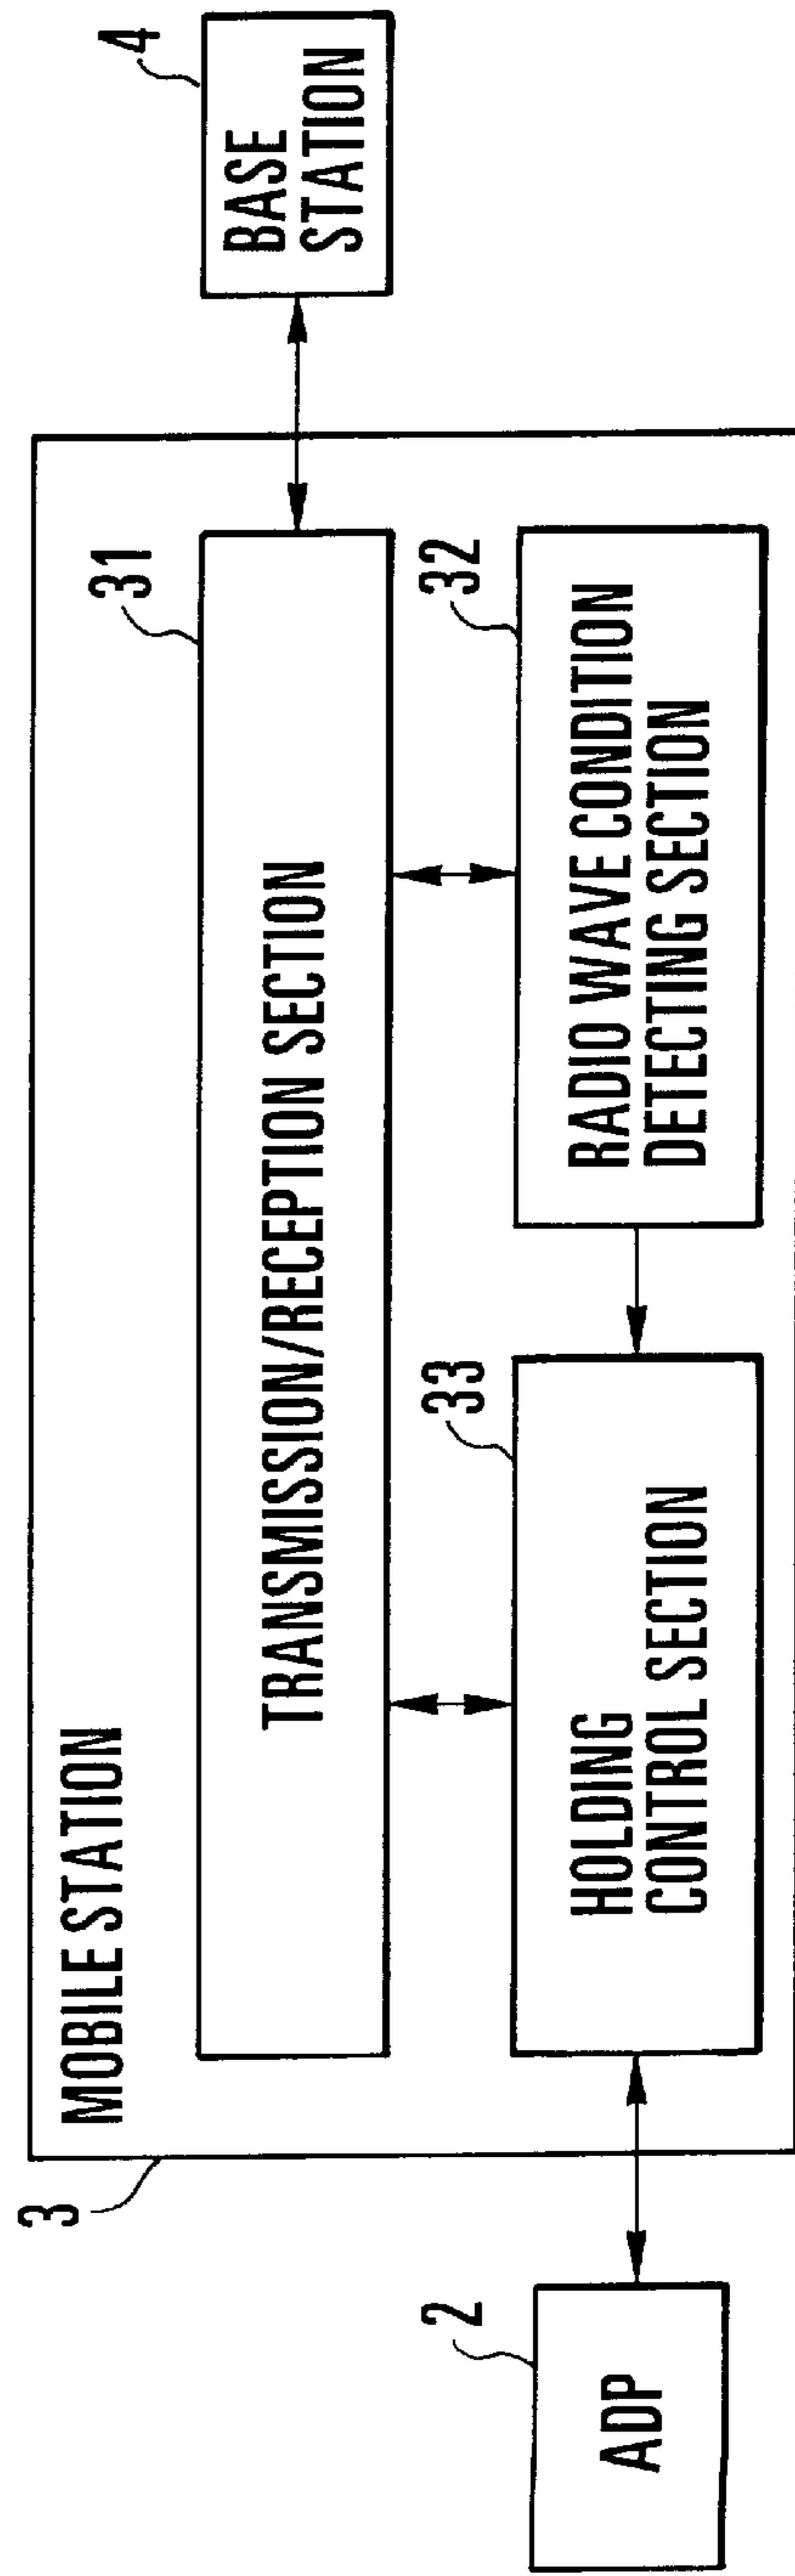 MOBILE STATION
3
TRANSMISSION/RECEPTION SECTION
31
BASE
STATION
4
ADP
2
HOLDING
CONTROL SECTION
33
RADIO WAVE CONDITION
DETECTING SECTION
32